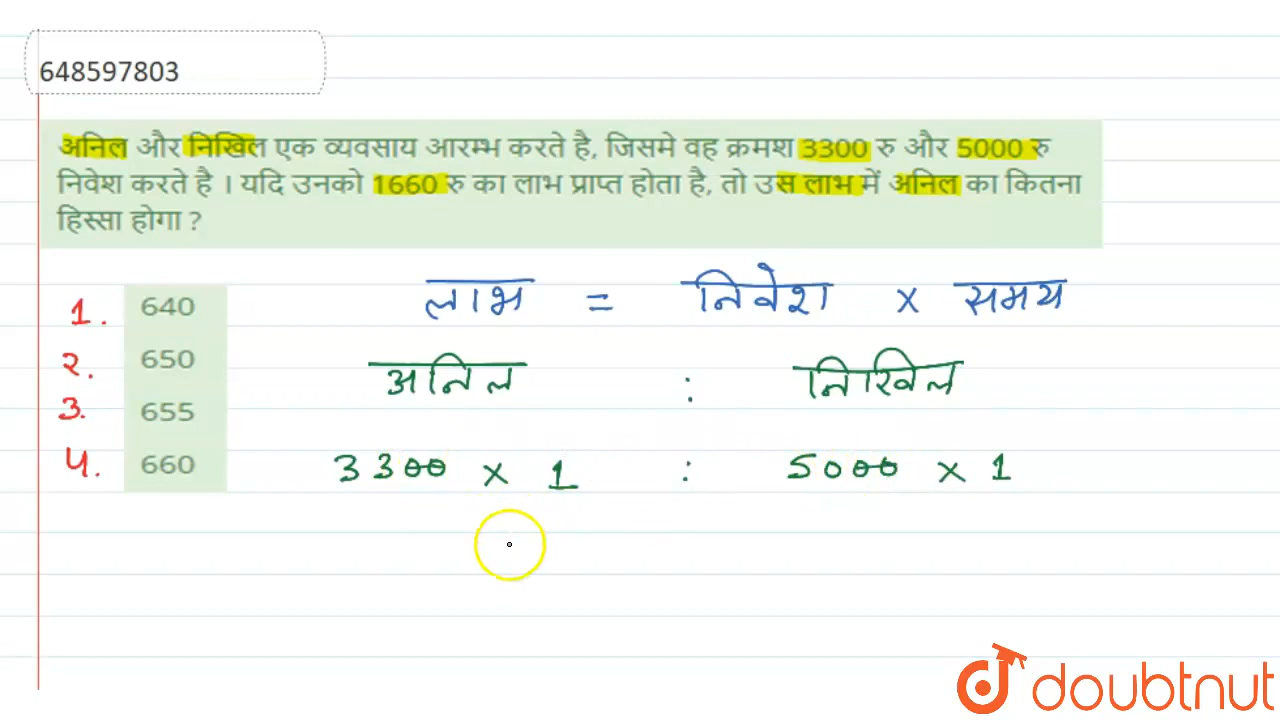 648597803
अनिल और निखिल एक व्यवसाय आरम्भ करते है, जिसमे वह क्रमश 3300 रु और 5000 रु
निवेश करते है । यदि उनको 1660 रु का लाभ प्राप्त होता है, तो उस लाभ में अनिल का कितना
हिस्सा होगा ?
लाभ = निवेश x समय
1. 640
2. 650
अनिल : निखिल
3. 655
4. 660
3300 x 1 : 5000 x 1
doubtnut